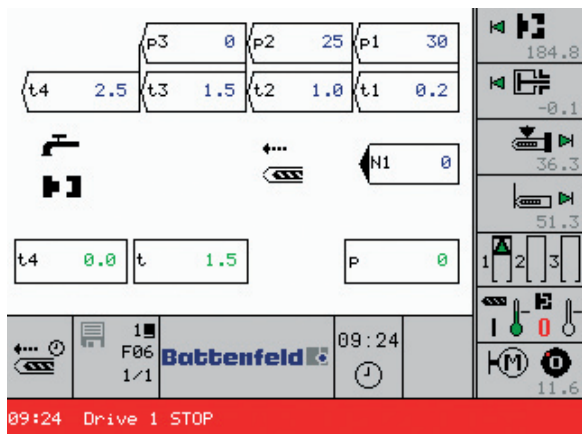 p3 0 p2 25 p1 30
t4 2.5 t3 1.5 t2 1.0 t1 0.2
N1 0
t4 0.0 t 1.5 p 0
184.8
-0.1
36.3
51.3
1 2 3
1 0
M 0
11.6
1
F06
1/1
Battenfeld
09:24
09:24 Drive 1 STOP